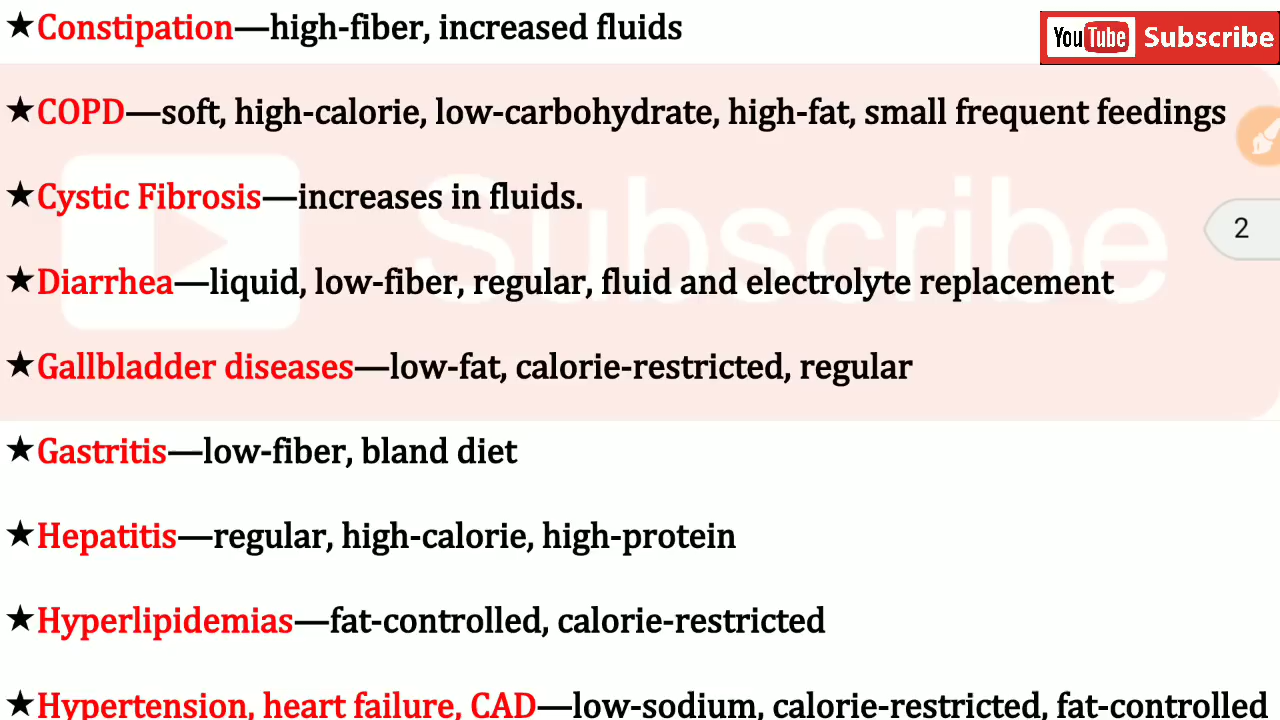 ★Constipation—high-fiber, increased fluids
YouTube Subscribe
★COPD—soft, high-calorie, low-carbohydrate, high-fat, small frequent feedings
★Cystic Fibrosis—increases in fluids.
Subscribe
2
★Diarrhea—liquid, low-fiber, regular, fluid and electrolyte replacement
★Gallbladder diseases—low-fat, calorie-restricted, regular
★Gastritis—low-fiber, bland diet
★Hepatitis—regular, high-calorie, high-protein
★Hyperlipidemias—fat-controlled, calorie-restricted
★Hypertension, heart failure, CAD—low-sodium, calorie-restricted, fat-controlled